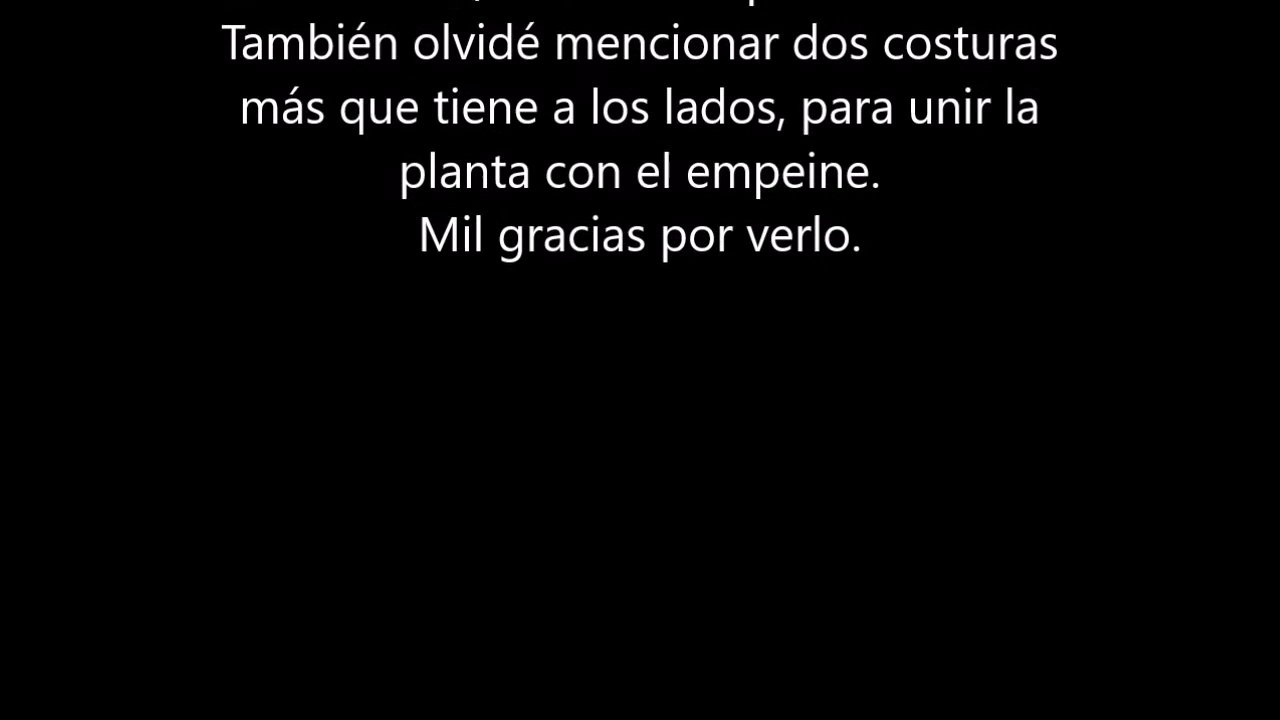 También olvidé mencionar dos costuras
más que tiene a los lados, para unir la
planta con el empeine.
Mil gracias por verlo.